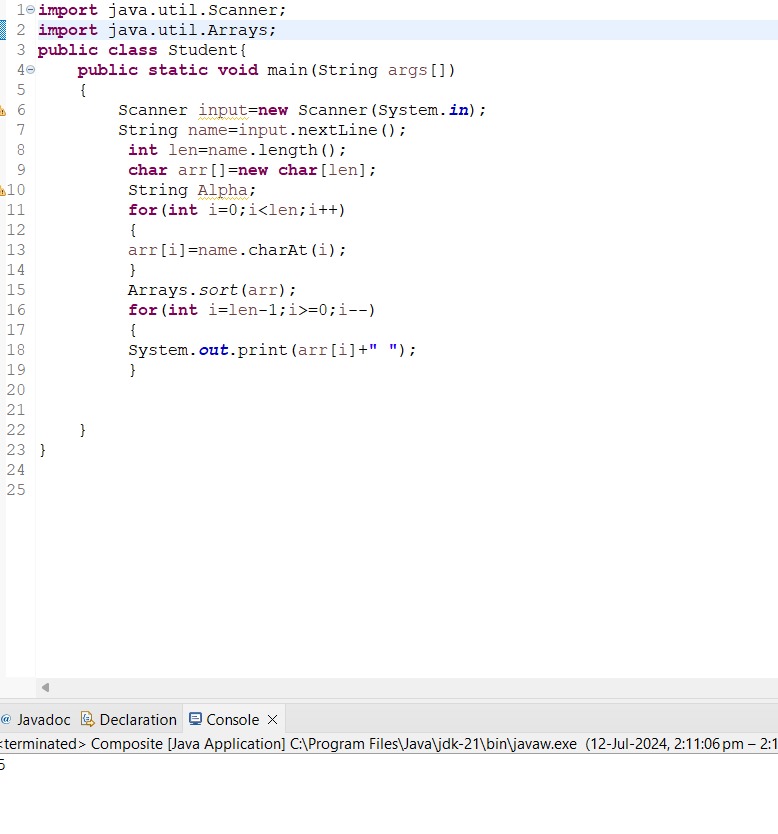 1 import java.util.Scanner;
2 import java.util.Arrays;
3 public class Student{
4     public static void main(String args[])
5     {
6         Scanner input=new Scanner(System.in);
7         String name=input.nextLine();
8          int len=name.length();
9          char arr[]=new char[len];
10          String Alpha;
11          for(int i=0;i<len;i++)
12          {
13          arr[i]=name.charAt(i);
14          }
15          Arrays.sort(arr);
16          for(int i=len-1;i>=0;i--)
17          {
18          System.out.print(arr[i]+" ");
19          }
20
21
22     }
23 }
24
25
@ Javadoc Declaration Console
<terminated> Composite [Java Application] C:\Program Files\Java\jdk-21\bin\javaw.exe (12-Jul-2024, 2:11:06 pm – 2:1
5